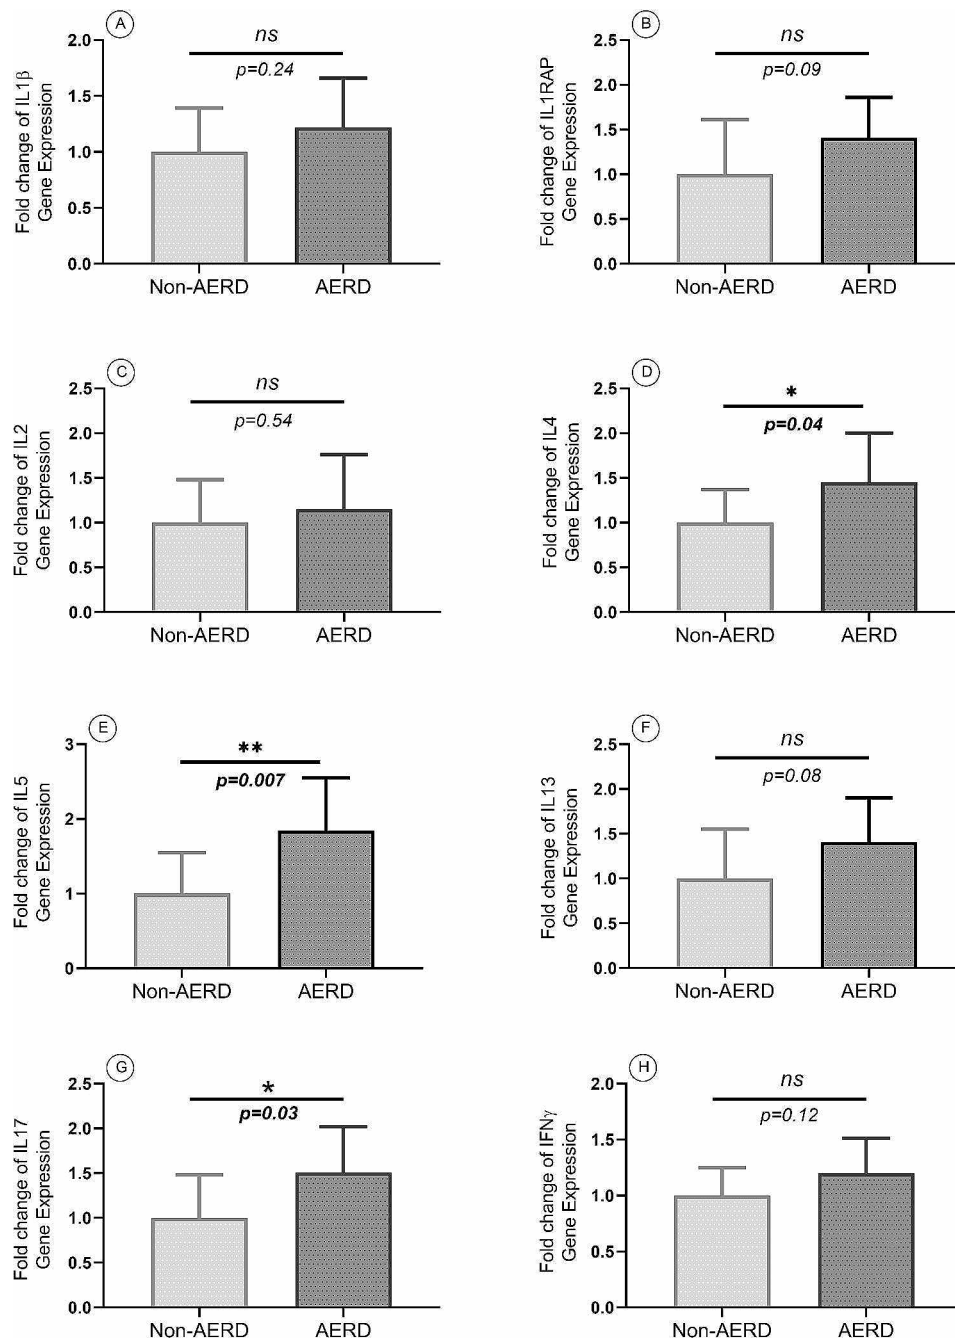 A
Fold change of IL1β
Gene Expression
2.0
1.5
1.0
0.5
0.0
ns
p=0.24
Non-AERD AERD
B
Fold change of IL1RAP
Gene Expression
2.5
2.0
1.5
1.0
0.5
0.0
ns
p=0.09
Non-AERD AERD
C
Fold change of IL2
Gene Expression
2.5
2.0
1.5
1.0
0.5
0.0
ns
p=0.54
Non-AERD AERD
D
Fold change of IL4
Gene Expression
2.5
2.0
1.5
1.0
0.5
0.0
*
p=0.04
Non-AERD AERD
E
Fold change of IL5
Gene Expression
3
2
1
0
**
p=0.007
Non-AERD AERD
F
Fold change of IL13
Gene Expression
2.5
2.0
1.5
1.0
0.5
0.0
ns
p=0.08
Non-AERD AERD
G
Fold change of IL17
Gene Expression
2.5
2.0
1.5
1.0
0.5
0.0
*
p=0.03
Non-AERD AERD
H
Fold change of IFNγ
Gene Expression
2.0
1.5
1.0
0.5
0.0
ns
p=0.12
Non-AERD AERD